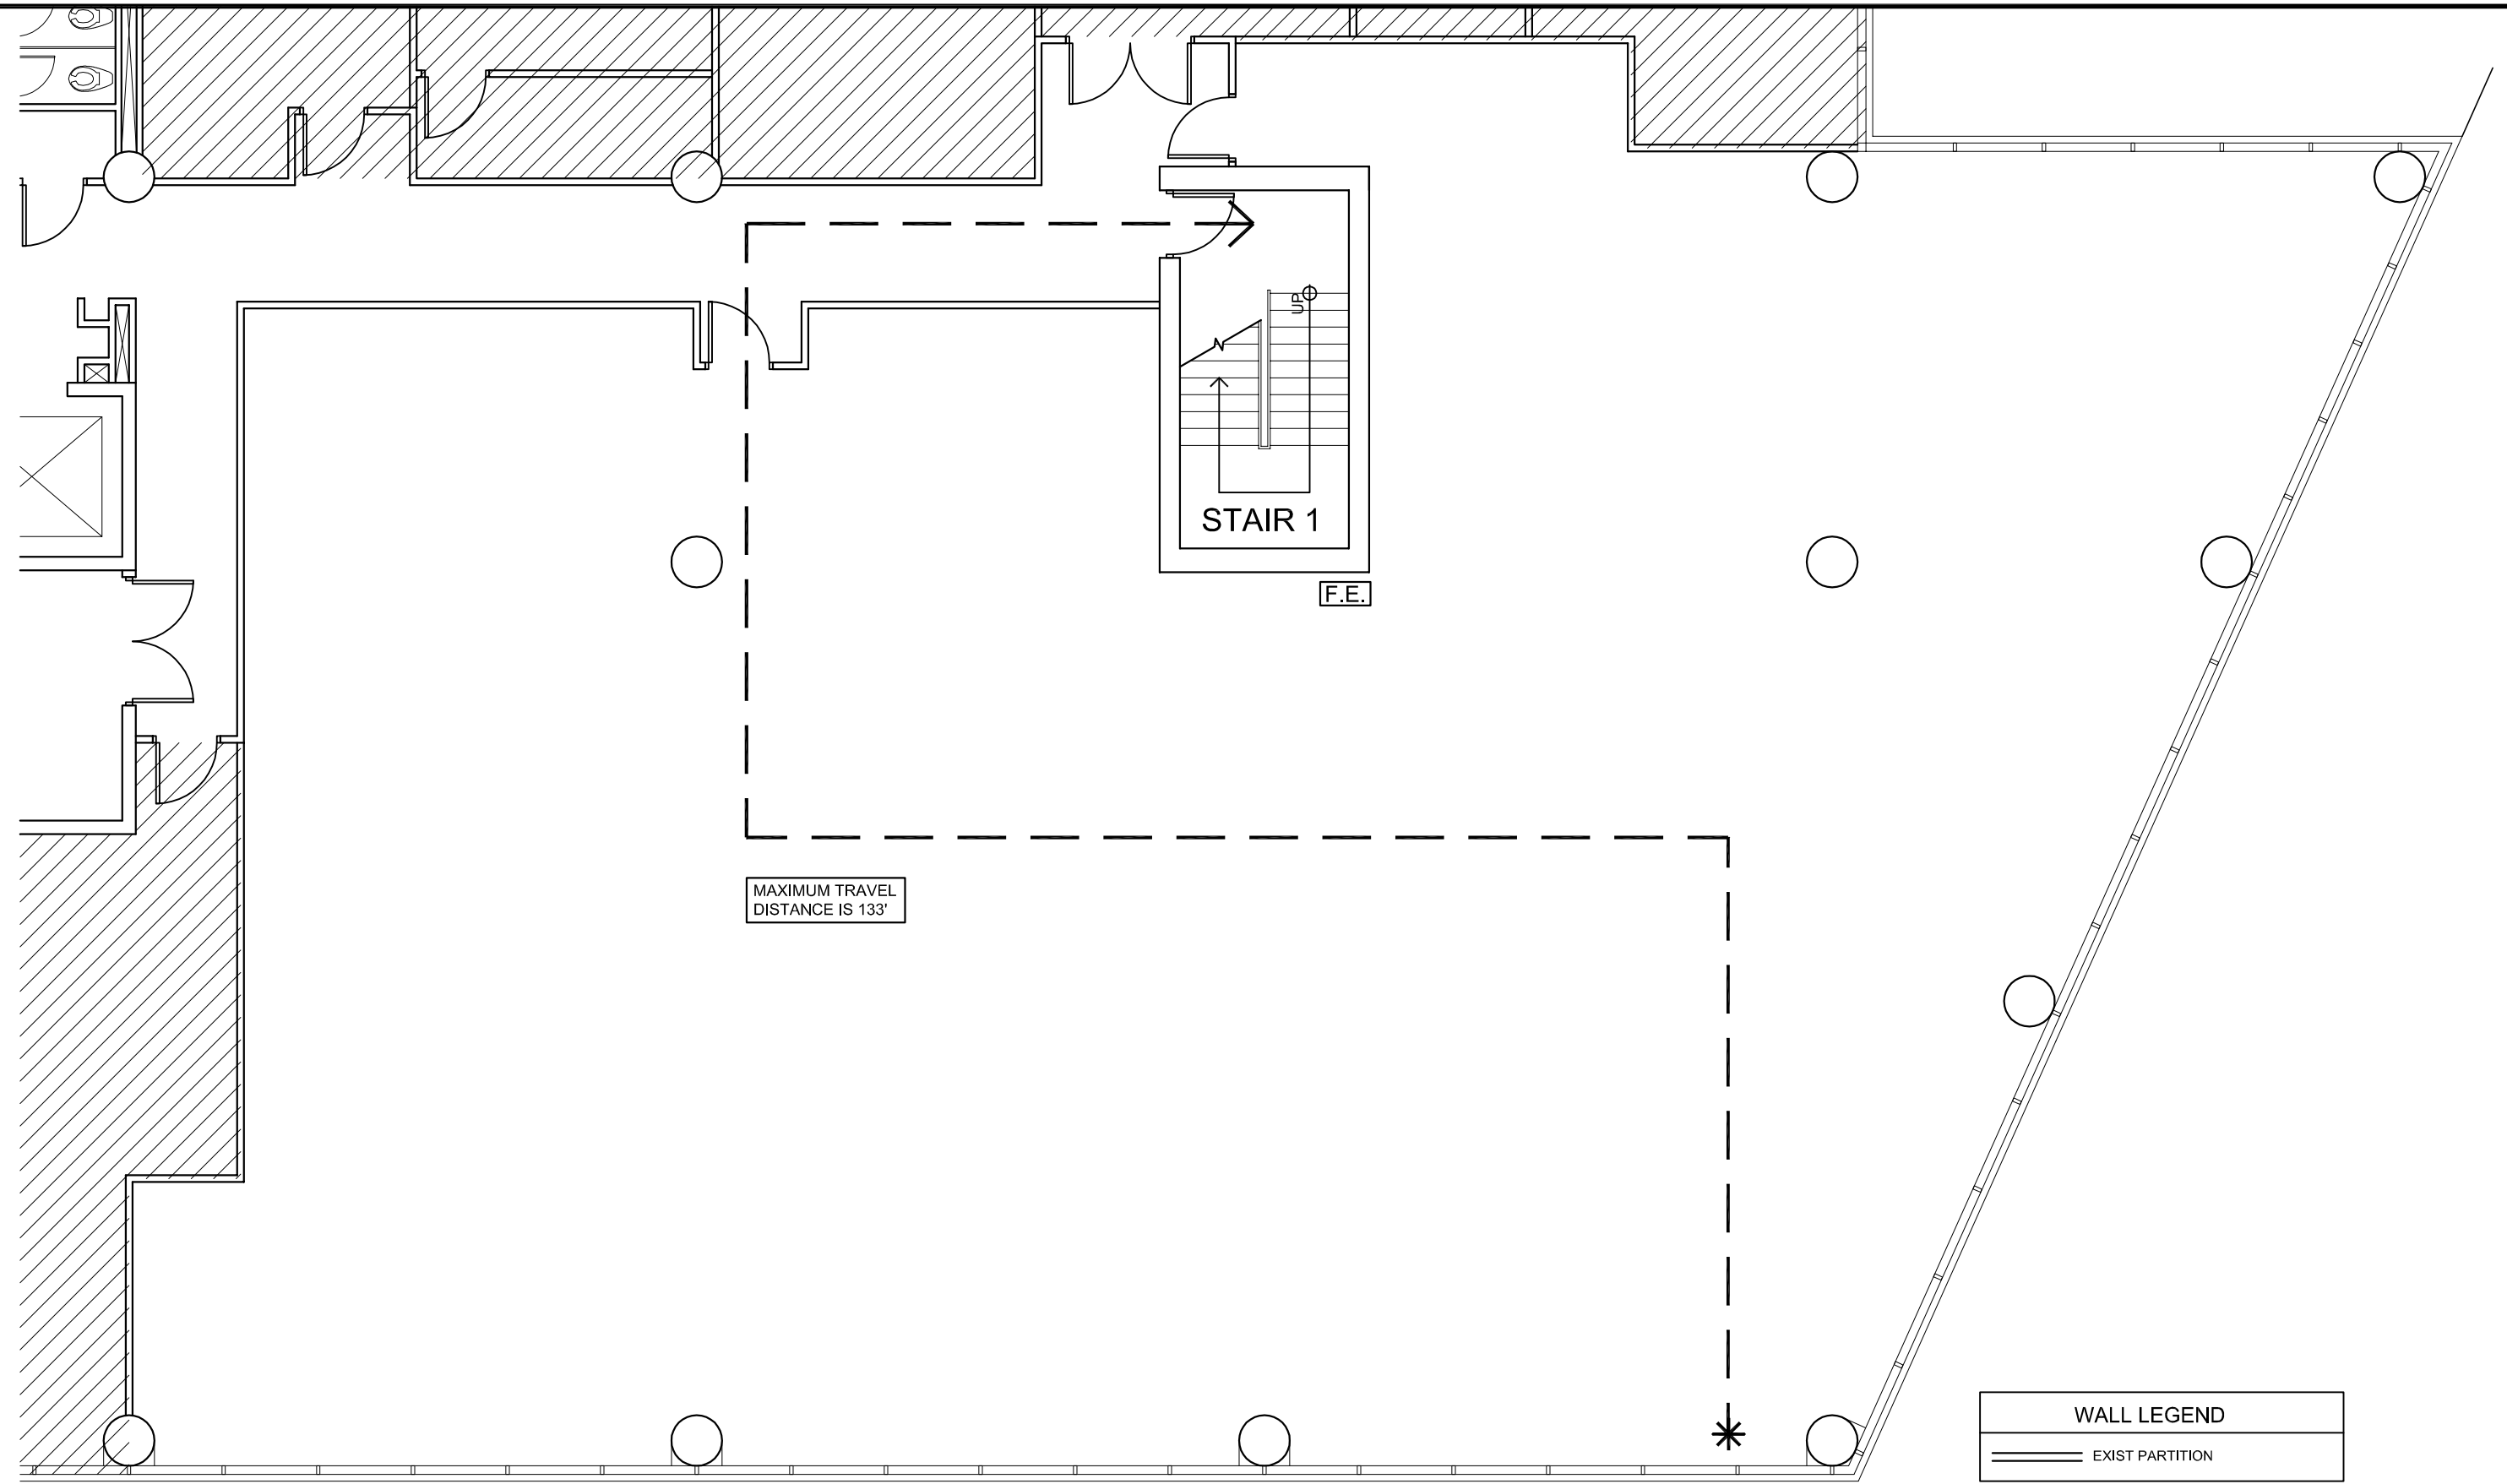 UP
STAIR 1
F.E.
MAXIMUM TRAVEL
DISTANCE IS 133'
WALL LEGEND
EXIST PARTITION